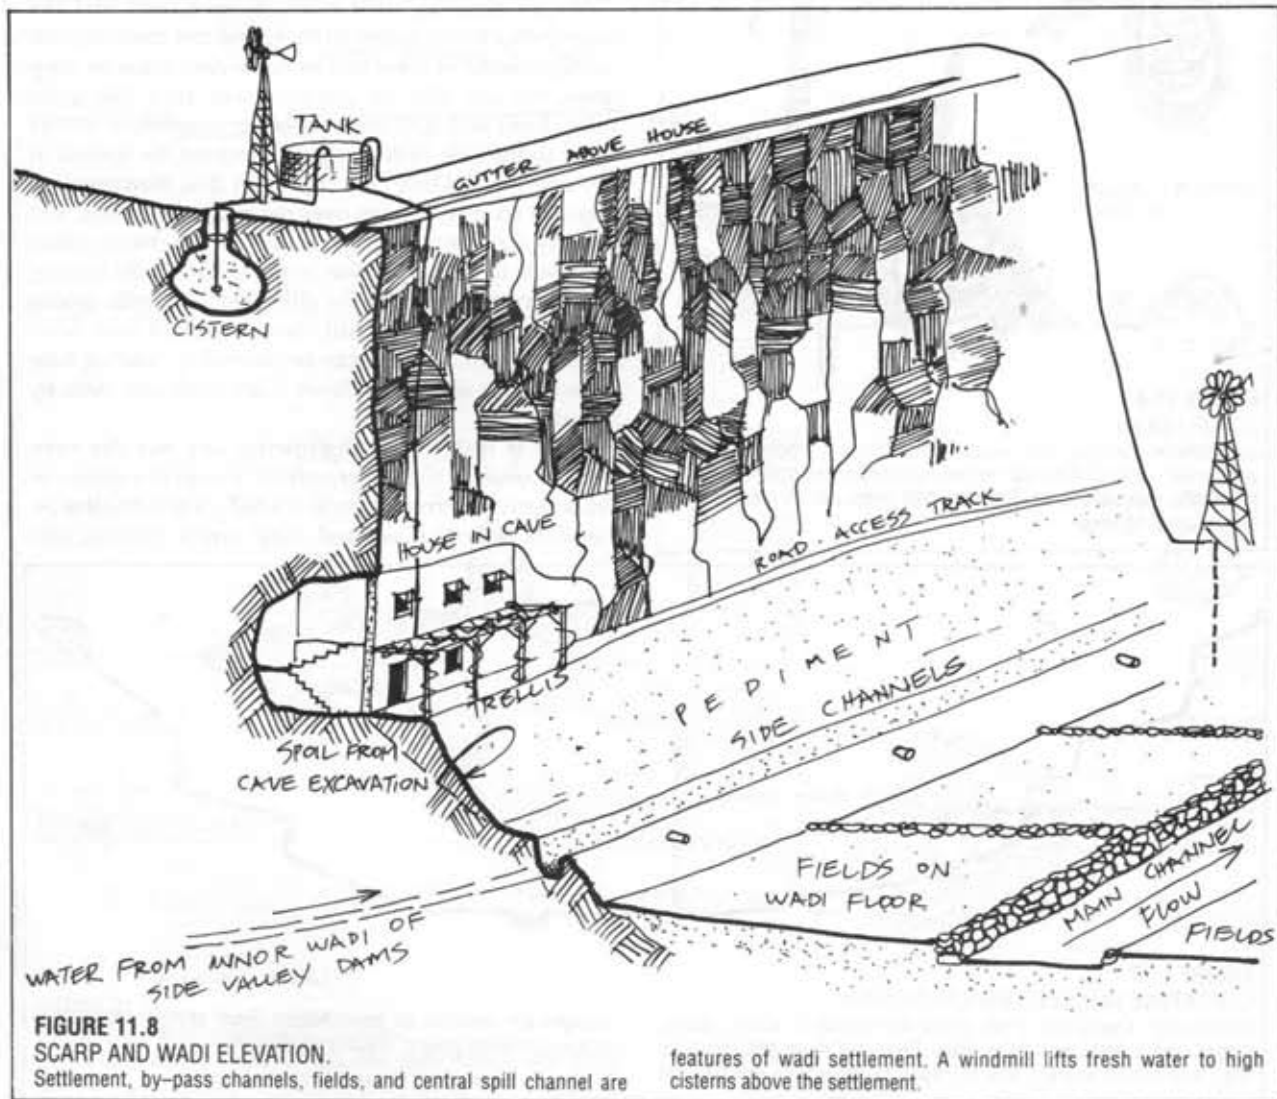 TANK
GUTTER ABOVE HOUSE
CISTERN
HOUSE IN CAVE
ROAD ACCESS TRACK
TRELLIS
PEDIMENT
SIDE CHANNELS
SPOIL FROM
CAVE EXCAVATION
FIELDS ON
WADI FLOOR
MAIN CHANNEL
FLOW
FIELDS
WATER FROM MINOR WADI OF
SIDE VALLEY DAMS
FIGURE 11.8
SCARP AND WADI ELEVATION.
Settlement, by–pass channels, fields, and central spill channel are
features of wadi settlement. A windmill lifts fresh water to high
cisterns above the settlement.